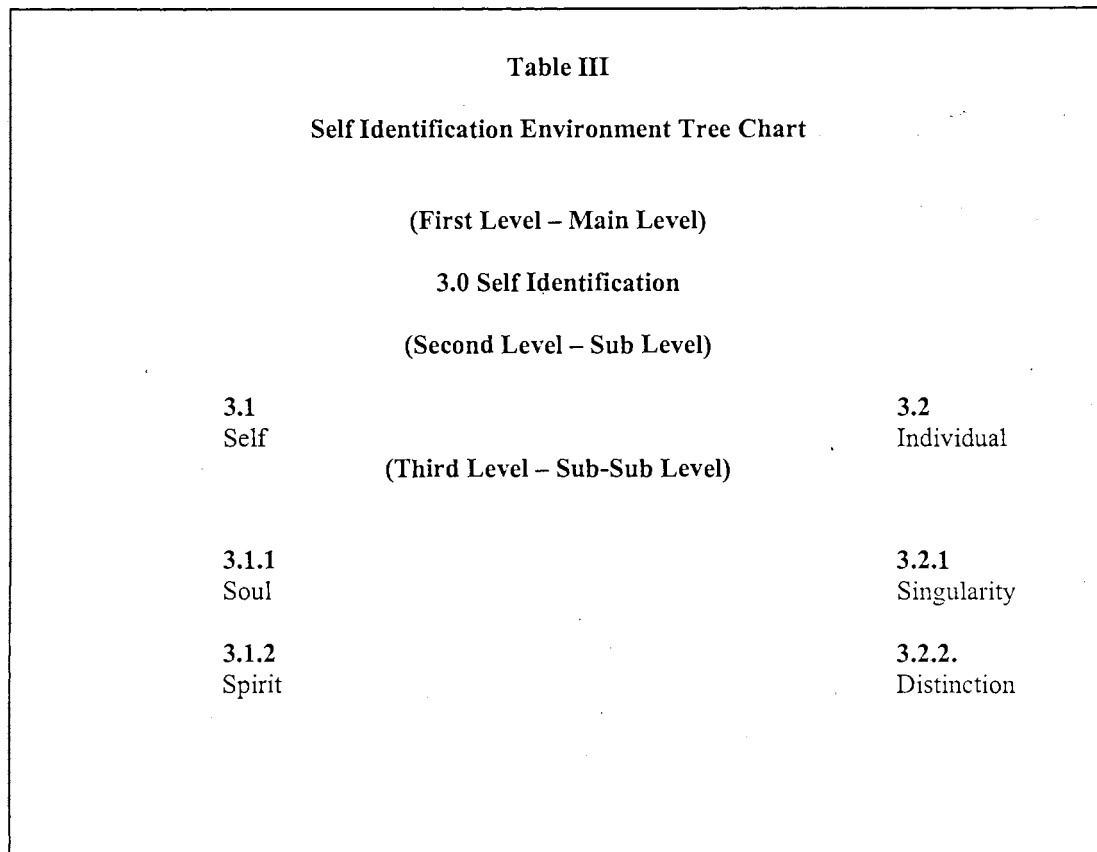 Table III
Self Identification Environment Tree Chart
(First Level – Main Level)
3.0 Self Identification
(Second Level – Sub Level)
3.1 3.2
Self Individual
(Third Level – Sub-Sub Level)
3.1.1 3.2.1
Soul Singularity
3.1.2 3.2.2.
Spirit Distinction